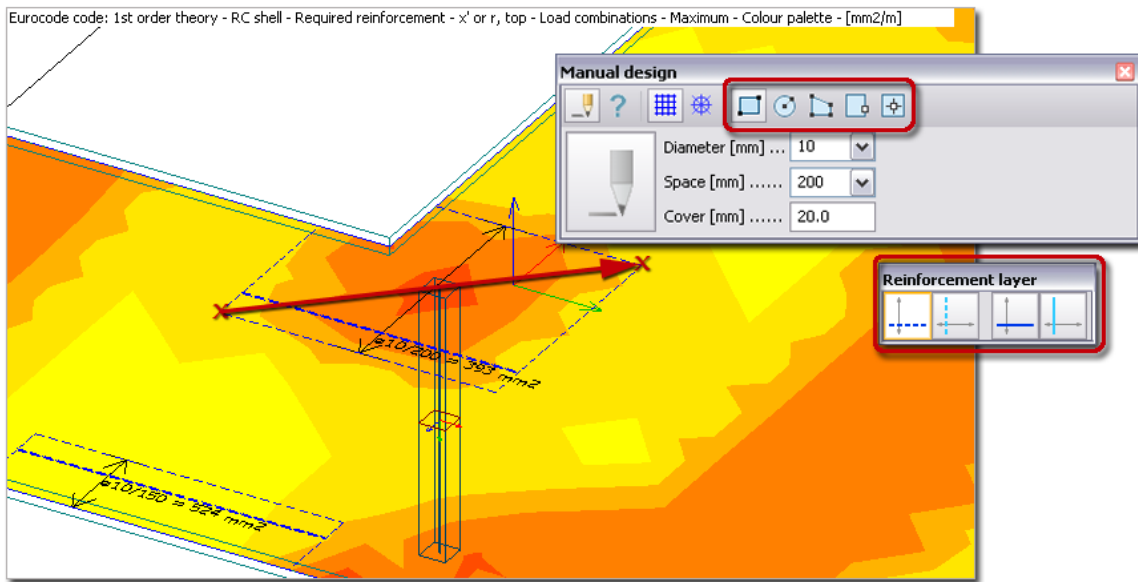 Eurocode code: 1st order theory - RC shell - Required reinforcement - x' or r, top - Load combinations - Maximum - Colour palette - [mm2/m]
Manual design
?
Diameter [mm] ... 10
Space [mm] ...... 200
Cover [mm] ...... 20.0
Reinforcement layer
ø10/200 = 393 mm2
ø10/150 = 524 mm2